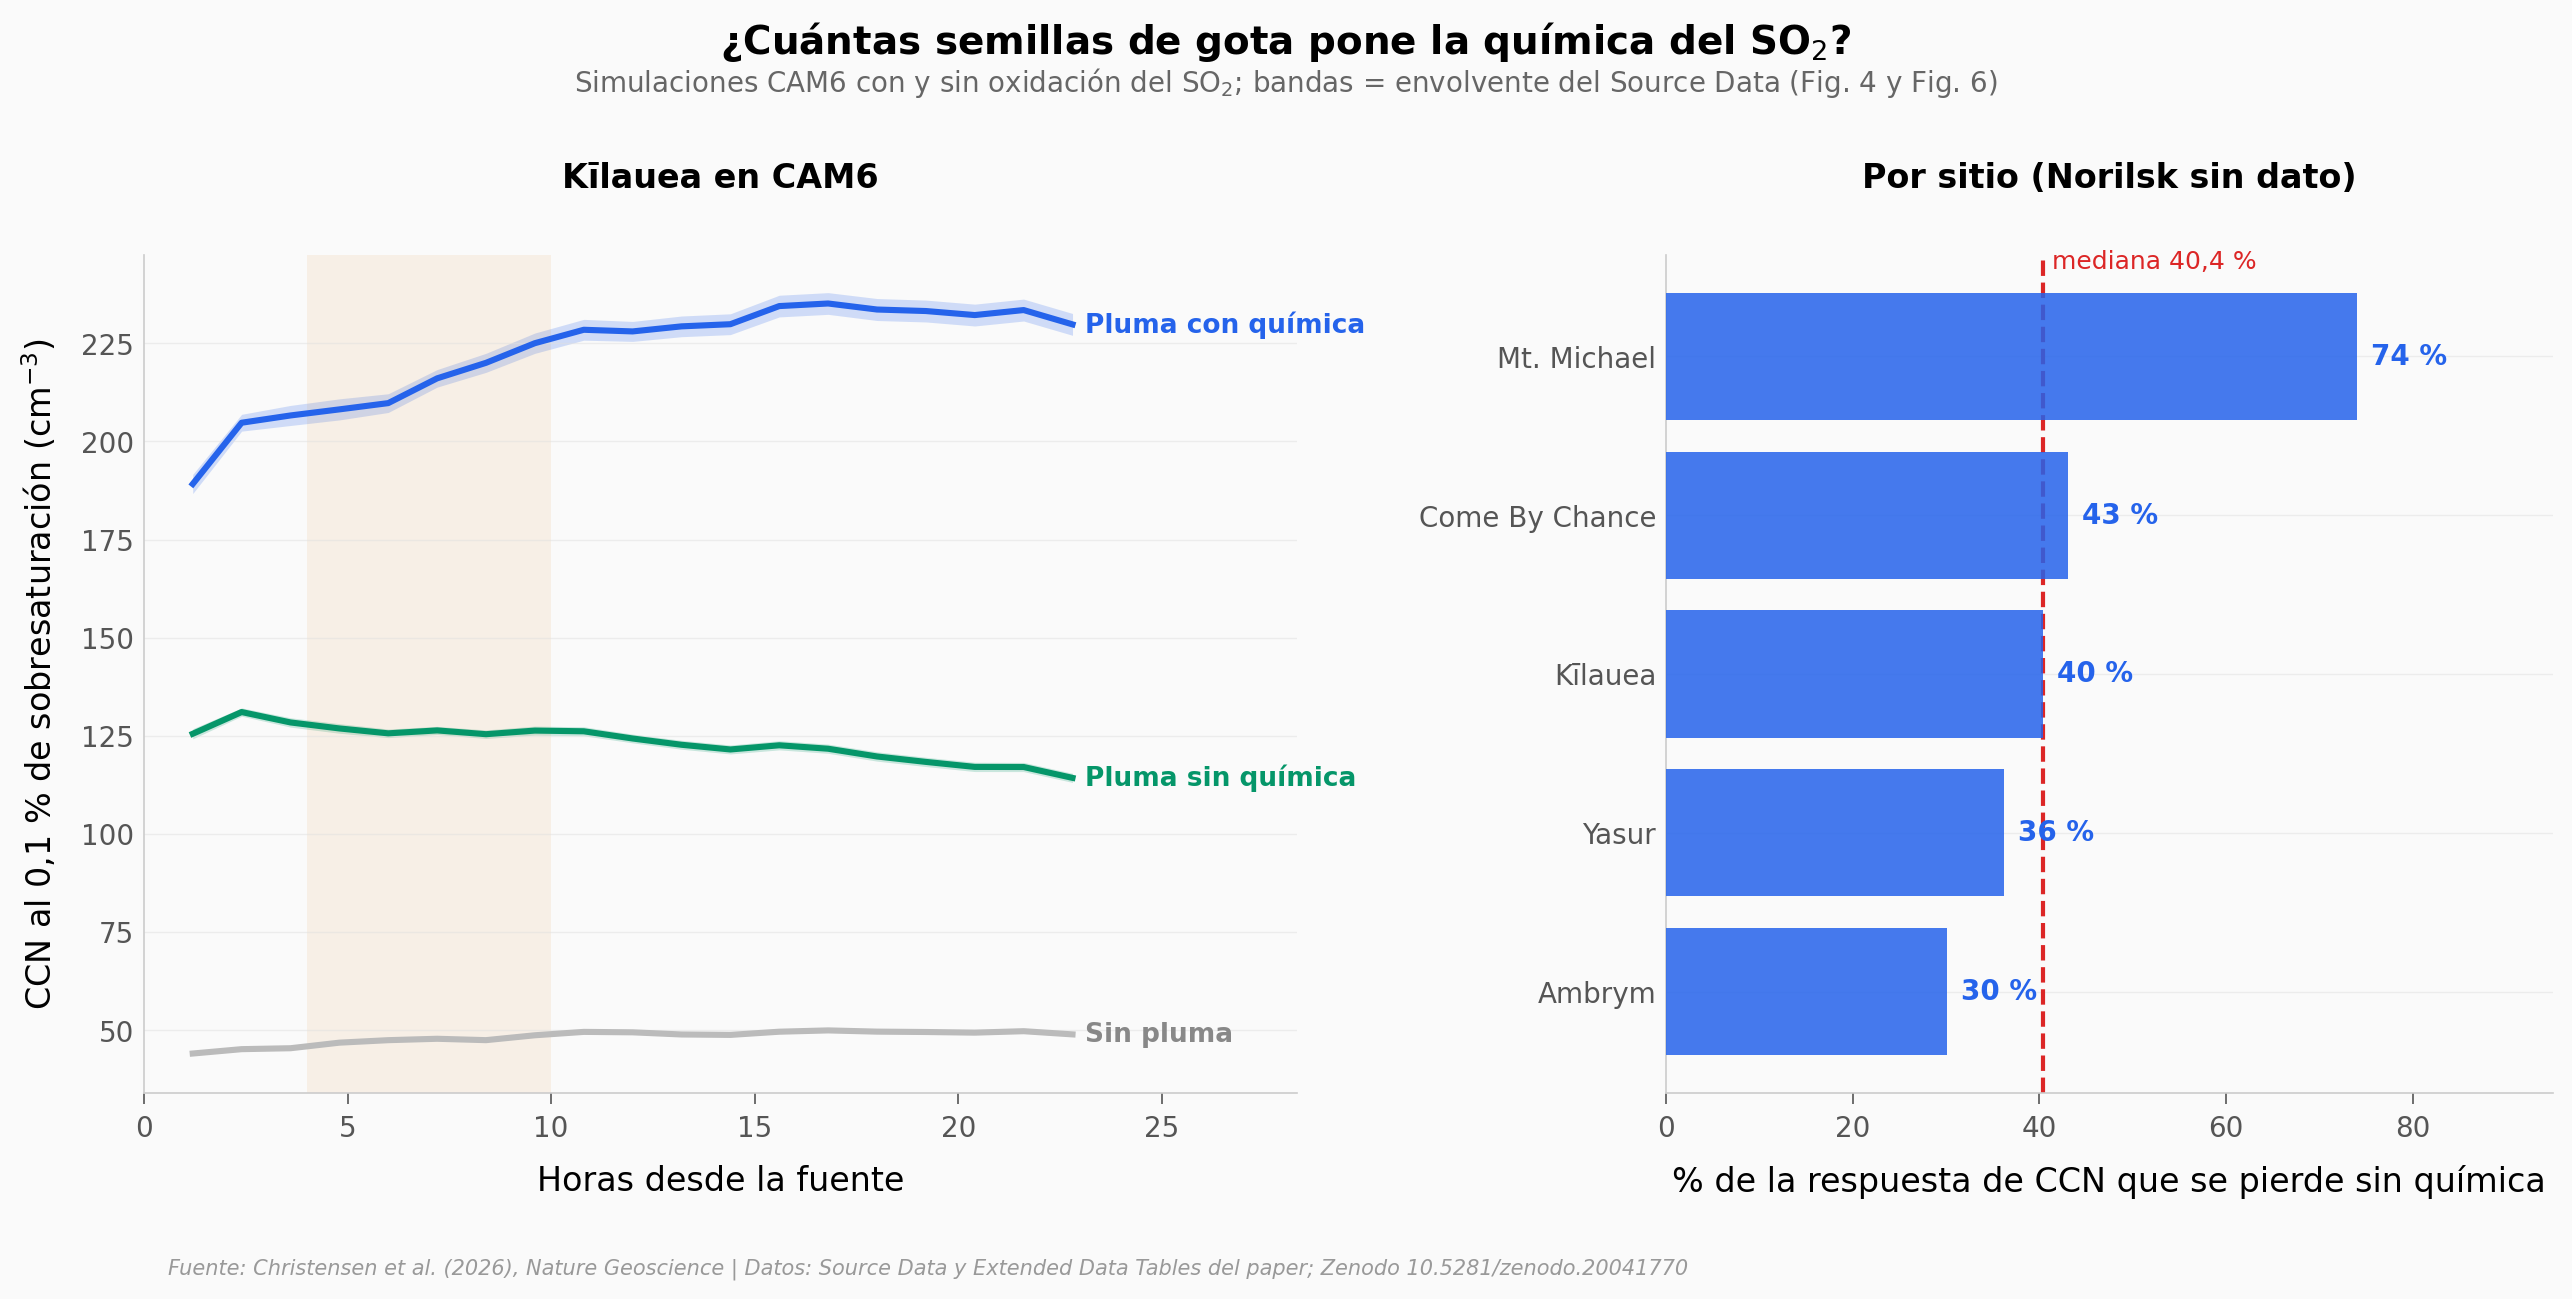 ¿Cuántas semillas de gota pone la química del SO₂?
Simulaciones CAM6 con y sin oxidación del SO₂; bandas = envolvente del Source Data (Fig. 4 y Fig. 6)
Kīlauea en CAM6
CCN al 0,1 % de sobresaturación (cm⁻³)
225
200
175
150
125
100
75
50
Pluma con química
Pluma sin química
Sin pluma
0 5 10 15 20 25
Horas desde la fuente
Por sitio (Norilsk sin dato)
mediana 40,4 %
Mt. Michael 74 %
Come By Chance 43 %
Kīlauea 40 %
Yasur 36 %
Ambrym 30 %
0 20 40 60 80
% de la respuesta de CCN que se pierde sin química
Fuente: Christensen et al. (2026), Nature Geoscience | Datos: Source Data y Extended Data Tables del paper; Zenodo 10.5281/zenodo.20041770